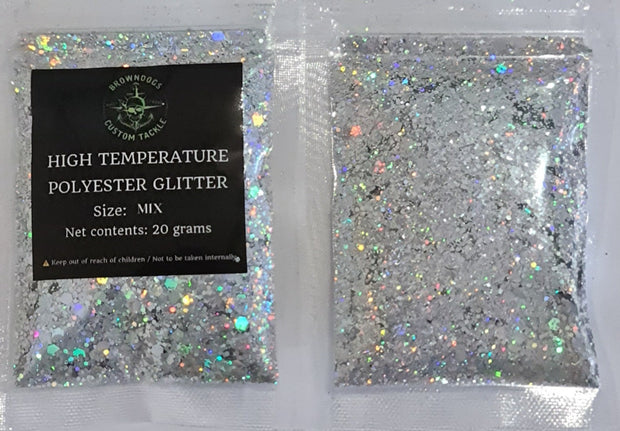 BROWNDOGS
CUSTOM TACKLE
HIGH TEMPERATURE
POLYESTER GLITTER
Size: MIX
Net contents: 20 grams
⚠ Keep out of reach of children / Not to be taken internally